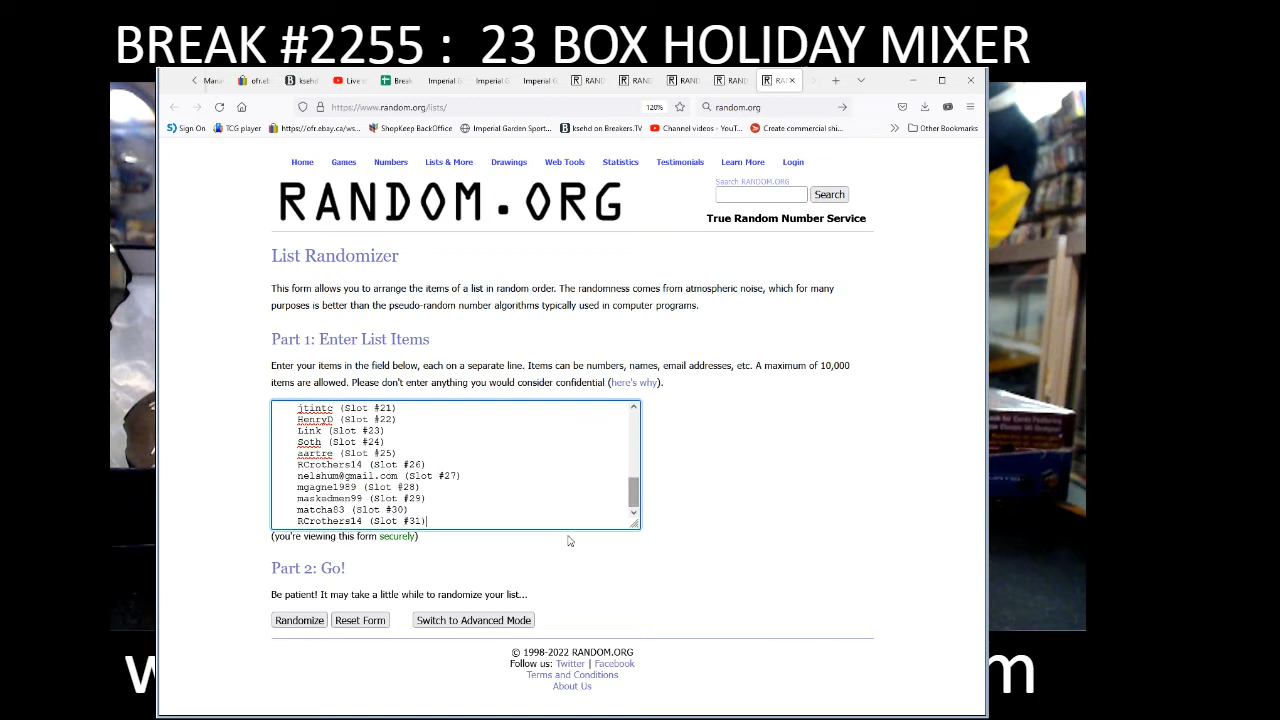 BREAK #2255 : 23 BOX HOLIDAY MIXER
Mana
ofr.eb
ksehd
Live s
Break
Imperial G
Imperial G
Imperial G
RAND
RAND
RAND
RAND
RAN
https://www.random.org/lists/
120%
random.org
Sign On
TCG player
https://ofr.ebay.ca/ws...
ShopKeep BackOffice
Imperial Garden Sport...
ksehd on Breakers.TV
Channel videos - YouT...
Create commercial shi...
Other Bookmarks
Home Games Numbers Lists & More Drawings Web Tools Statistics Testimonials Learn More Login
RANDOM.ORG
Search RANDOM.ORG
Search
True Random Number Service
List Randomizer
This form allows you to arrange the items of a list in random order. The randomness comes from atmospheric noise, which for many
purposes is better than the pseudo-random number algorithms typically used in computer programs.
Part 1: Enter List Items
Enter your items in the field below, each on a separate line. Items can be numbers, names, email addresses, etc. A maximum of 10,000
items are allowed. Please don't enter anything you would consider confidential (here's why).
jtintc (Slot #21)
HenryD (Slot #22)
Link (Slot #23)
Soth (Slot #24)
aartre (Slot #25)
RCrothers14 (Slot #26)
nelshum@gmail.com (Slot #27)
mgagne1989 (Slot #28)
maskedmen99 (Slot #29)
matcha83 (Slot #30)
RCrothers14 (Slot #31)
(you're viewing this form securely)
Part 2: Go!
Be patient! It may take a little while to randomize your list...
Randomize Reset Form Switch to Advanced Mode
© 1998-2022 RANDOM.ORG
Follow us: Twitter | Facebook
Terms and Conditions
About Us